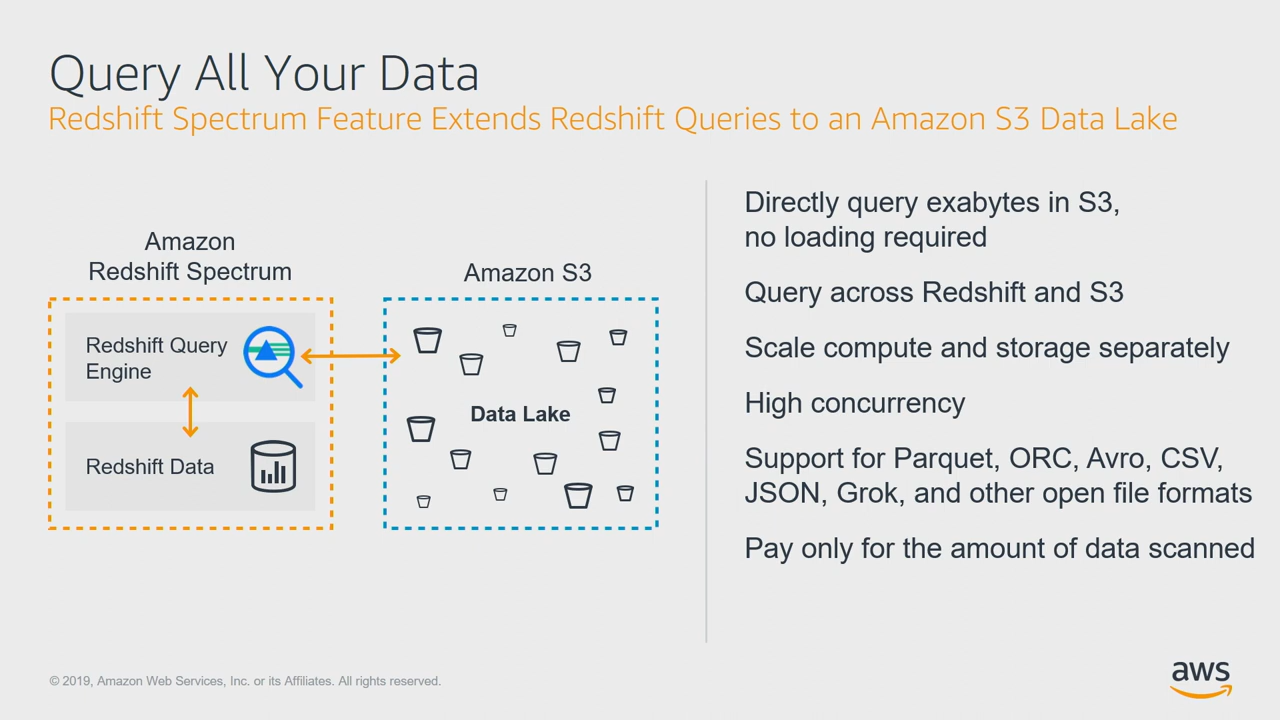 Query All Your Data
Redshift Spectrum Feature Extends Redshift Queries to an Amazon S3 Data Lake
Amazon
Redshift Spectrum
Redshift Query
Engine
Redshift Data
Amazon S3
Data Lake
Directly query exabytes in S3,
no loading required
Query across Redshift and S3
Scale compute and storage separately
High concurrency
Support for Parquet, ORC, Avro, CSV,
JSON, Grok, and other open file formats
Pay only for the amount of data scanned
© 2019, Amazon Web Services, Inc. or its Affiliates. All rights reserved.
aws